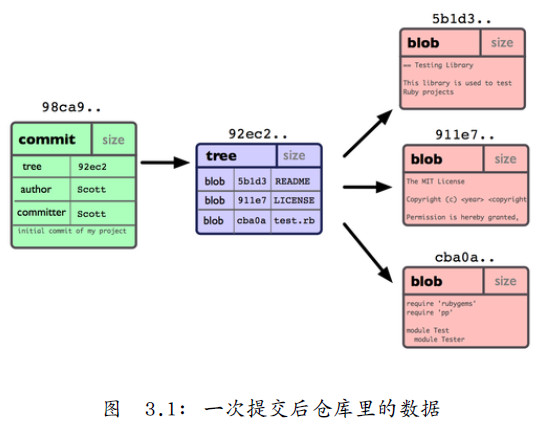 98ca9..
commit size
tree 92ec2
author Scott
committer Scott
initial commit of my project
92ec2..
tree size
blob 5b1d3 README
blob 911e7 LICENSE
blob cba0a test.rb
5b1d3..
blob size
== Testing Library
This library is used to test
Ruby projects
911e7..
blob size
The MIT License
Copyright (c) <year> <copyright
Permission is hereby granted,
cba0a..
blob size
require 'rubygems'
require 'pp'
module Test
module Tester
图 3.1: 一次提交后仓库里的数据